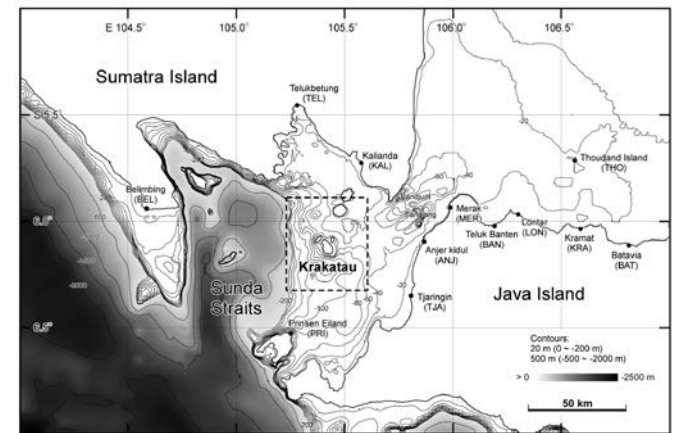 E 104.5°
105.0°
105.5°
106.0°
106.5°
Sumatra Island
Telukbetung
(TEL)
S 5.5°
Kalianda
(KAL)
Thoudand Island
(THO)
Belimbing
(BEL)
6.0°
Merak
(MER)
Teluk Banten
(BAN)
Lontar
(LON)
Kramat
(KRA)
Batavia
(BAT)
Anjer kidul
(ANJ)
Krakatau
Sunda
Straits
Tjaringin
(TJA)
Java Island
6.5°
Prinsen Eiland
(PRI)
Contours:
20 m (0 ~ -200 m)
500 m (-500 ~ -2000 m)
> 0
-2500 m
50 km